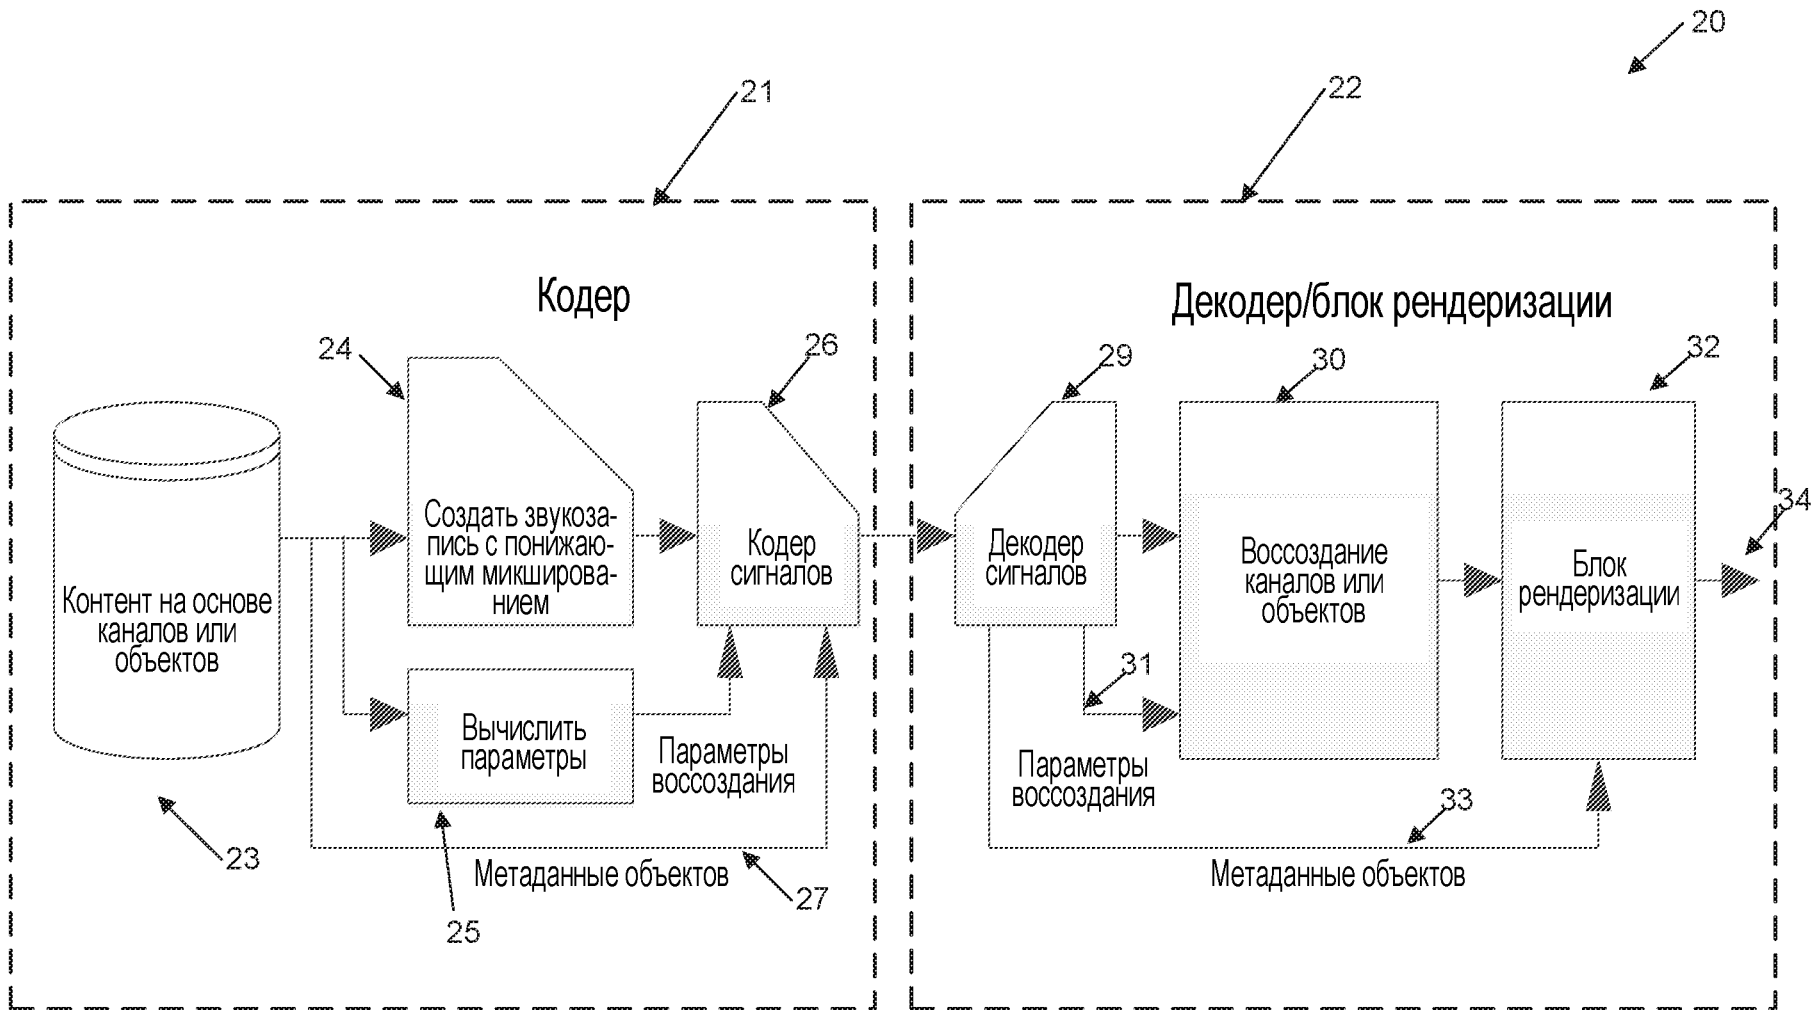 20
21
22
Кодер
Декодер/блок рендеризации
24
26
29
30
32
34
Контент на основе
каналов или
объектов
Создать звукоза-
пись с понижаю-
щим микширова-
нием
Кодер
сигналов
Декодер
сигналов
Воссоздание
каналов или
объектов
Блок
рендеризации
31
Вычислить
параметры
Параметры
воссоздания
Параметры
воссоздания
33
23
25
Метаданные объектов
27
Метаданные объектов